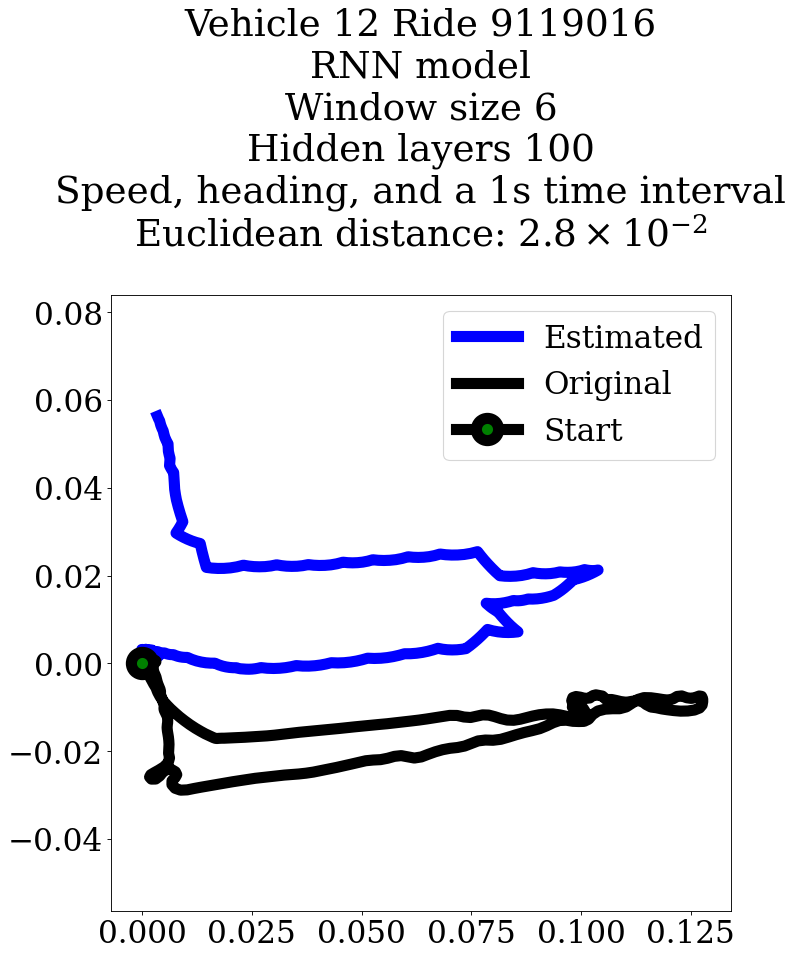 Vehicle 12 Ride 9119016
RNN model
Window size 6
Hidden layers 100
Speed, heading, and a 1s time interval
Euclidean distance: 2.8 × 10⁻²
Estimated
Original
Start
0.08
0.06
0.04
0.02
0.00
−0.02
−0.04
0.000 0.025 0.050 0.075 0.100 0.125